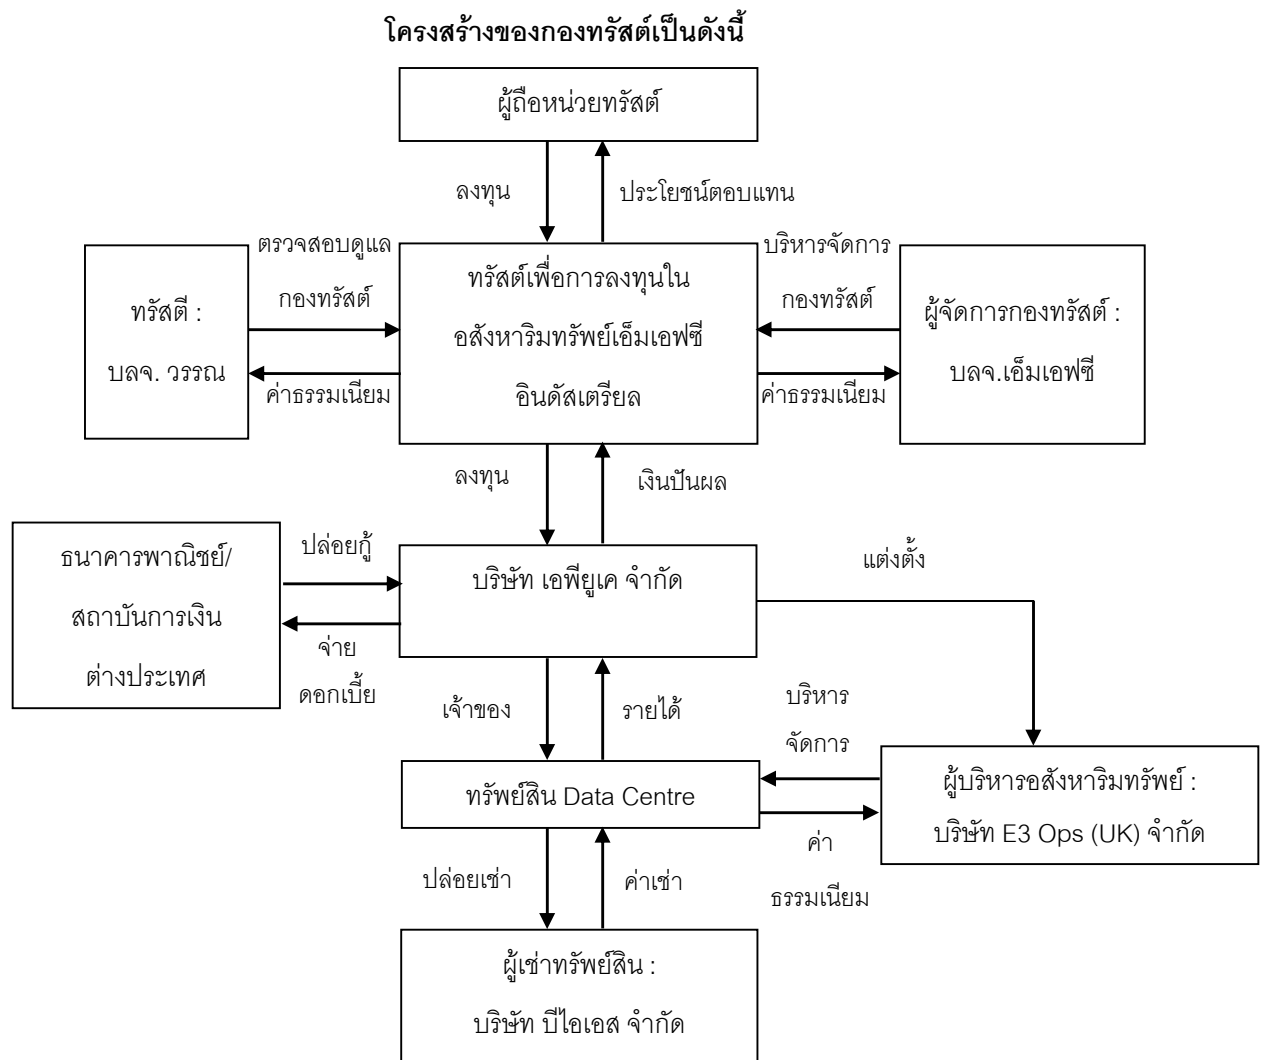 โครงสร้างของกองทรัสต์เป็นดังนี้
ผู้ถือหน่วยทรัสต์
ลงทุน
ประโยชน์ตอบแทน
ตรวจสอบดูแล
กองทรัสต์
ค่าธรรมเนียม
ทรัสตี :
บลจ. วรรณ
ทรัสต์เพื่อการลงทุนใน
อสังหาริมทรัพย์เอ็มเอฟซี
อินดัสเตรียล
บริหารจัดการ
กองทรัสต์
ค่าธรรมเนียม
ผู้จัดการกองทรัสต์ :
บลจ.เอ็มเอฟซี
ลงทุน
เงินปันผล
ธนาคารพาณิชย์/
สถาบันการเงิน
ต่างประเทศ
ปล่อยกู้
จ่าย
ดอกเบี้ย
บริษัท เอพียูเค จำกัด
แต่งตั้ง
เจ้าของ
รายได้
บริหาร
จัดการ
ทรัพย์สิน Data Centre
ค่า
ธรรมเนียม
ผู้บริหารอสังหาริมทรัพย์ :
บริษัท E3 Ops (UK) จำกัด
ปล่อยเช่า
ค่าเช่า
ผู้เช่าทรัพย์สิน :
บริษัท บีไอเอส จำกัด